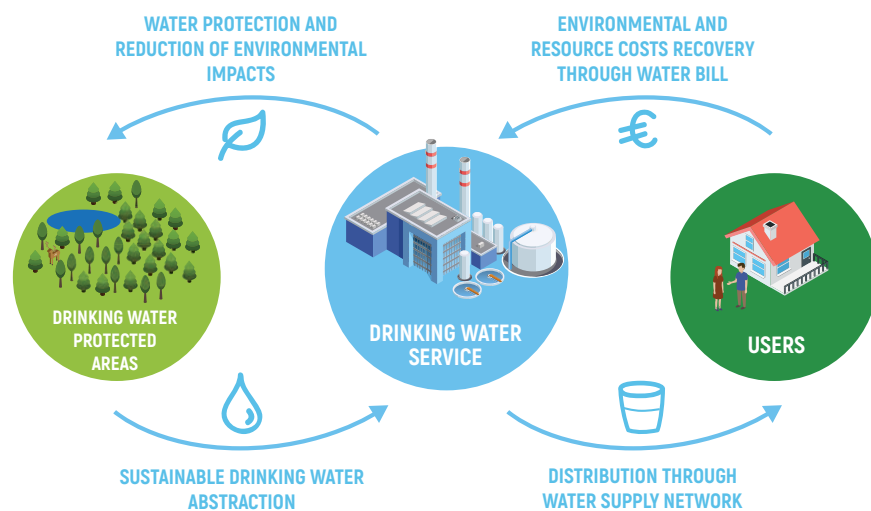 WATER PROTECTION AND
REDUCTION OF ENVIRONMENTAL
IMPACTS
ENVIRONMENTAL AND
RESOURCE COSTS RECOVERY
THROUGH WATER BILL
DRINKING WATER
PROTECTED
AREAS
DRINKING WATER
SERVICE
USERS
SUSTAINABLE DRINKING WATER
ABSTRACTION
DISTRIBUTION THROUGH
WATER SUPPLY NETWORK